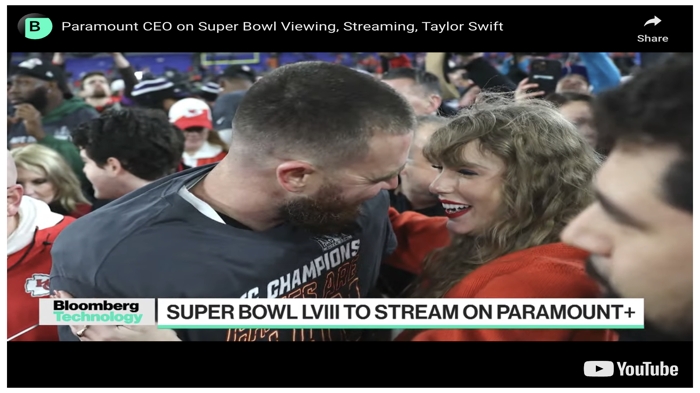 B
Paramount CEO on Super Bowl Viewing, Streaming, Taylor Swift
Share
CHAMPIONS
Bloomberg
Technology
SUPER BOWL LVIII TO STREAM ON PARAMOUNT+
YouTube